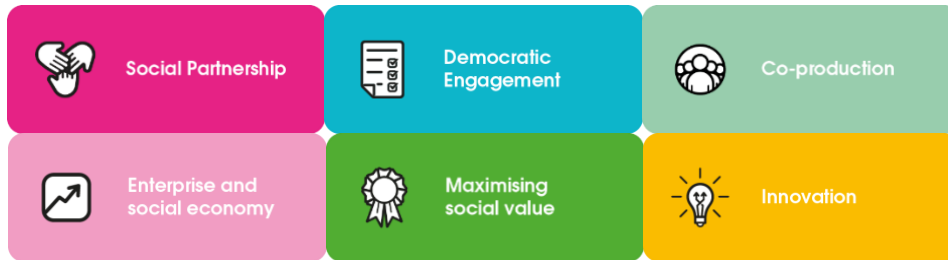 Social Partnership
Democratic
Engagement
Co-production
Enterprise and
social economy
Maximising
social value
Innovation